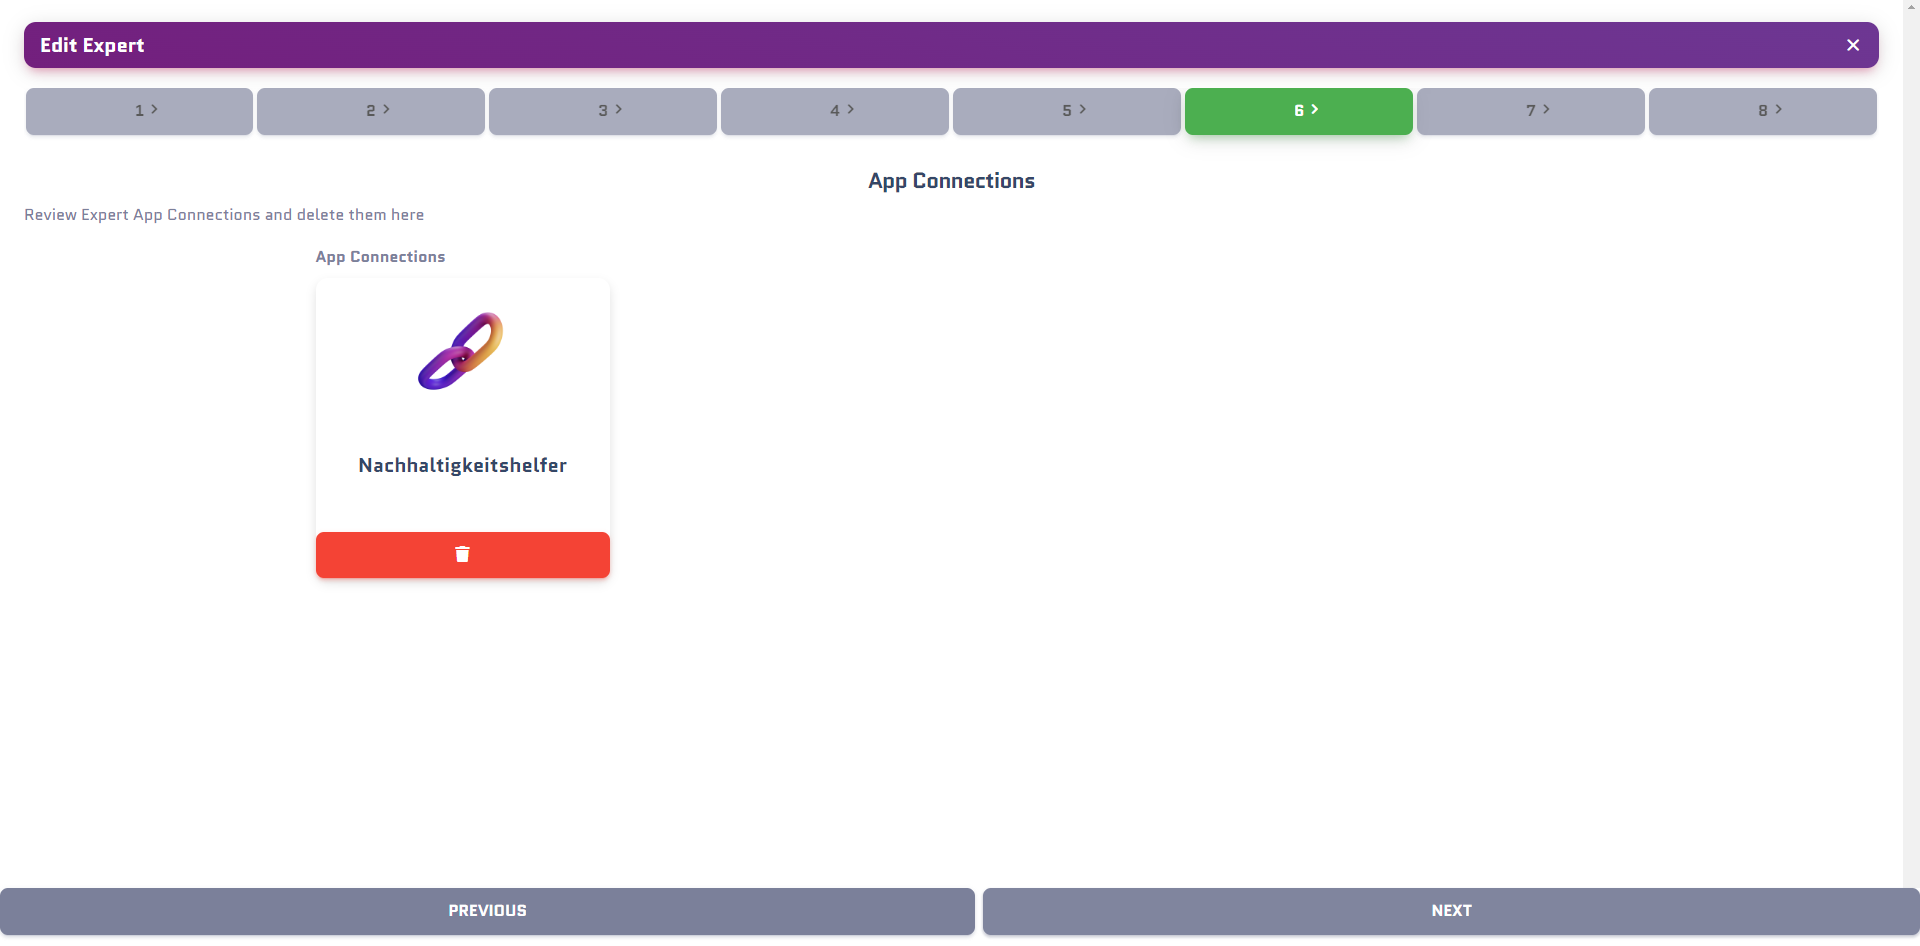 Edit Expert
1
2
3
4
5
6
7
8
App Connections
Review Expert App Connections and delete them here
App Connections
Nachhaltigkeitshelfer
PREVIOUS
NEXT